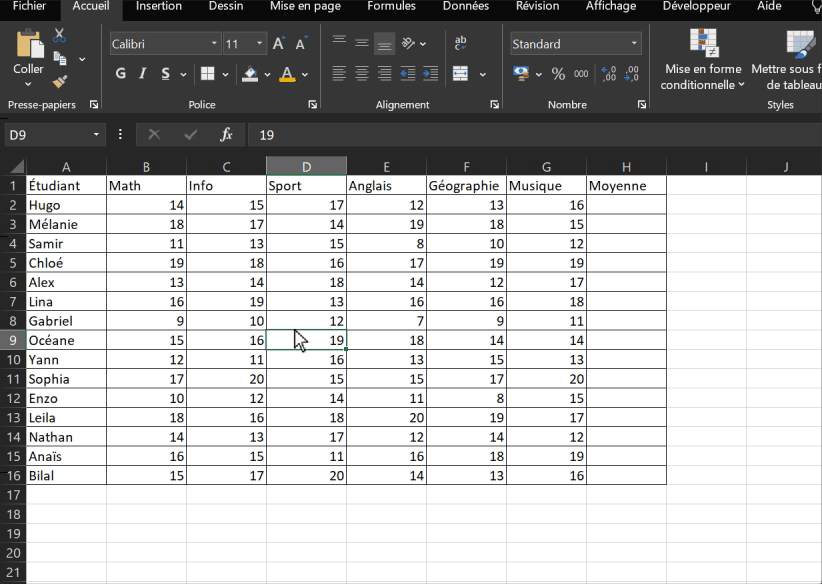 Fichier Accueil Insertion Dessin Mise en page Formules Données Révision Affichage Développeur Aide
Calibri 11 A A ab Standard
Coller G I S A % 000 Mise en forme Mettre sous f
conditionnelle de tableau
Presse-papiers Police Alignement Nombre Styles
D9 fx 19
A B C D E F G H I J
1 Étudiant Math Info Sport Anglais Géographie Musique Moyenne
2 Hugo 14 15 17 12 13 16
3 Mélanie 18 17 14 19 18 15
4 Samir 11 13 15 8 10 12
5 Chloé 19 18 16 17 19 19
6 Alex 13 14 18 14 12 17
7 Lina 16 19 13 16 16 18
8 Gabriel 9 10 12 7 9 11
9 Océane 15 16 19 18 14 14
10 Yann 12 11 16 13 15 13
11 Sophia 17 20 15 15 17 20
12 Enzo 10 12 14 11 8 15
13 Leila 18 16 18 20 19 17
14 Nathan 14 13 17 12 14 12
15 Anaïs 16 15 11 16 18 19
16 Bilal 15 17 20 14 13 16
17
18
19
20
21